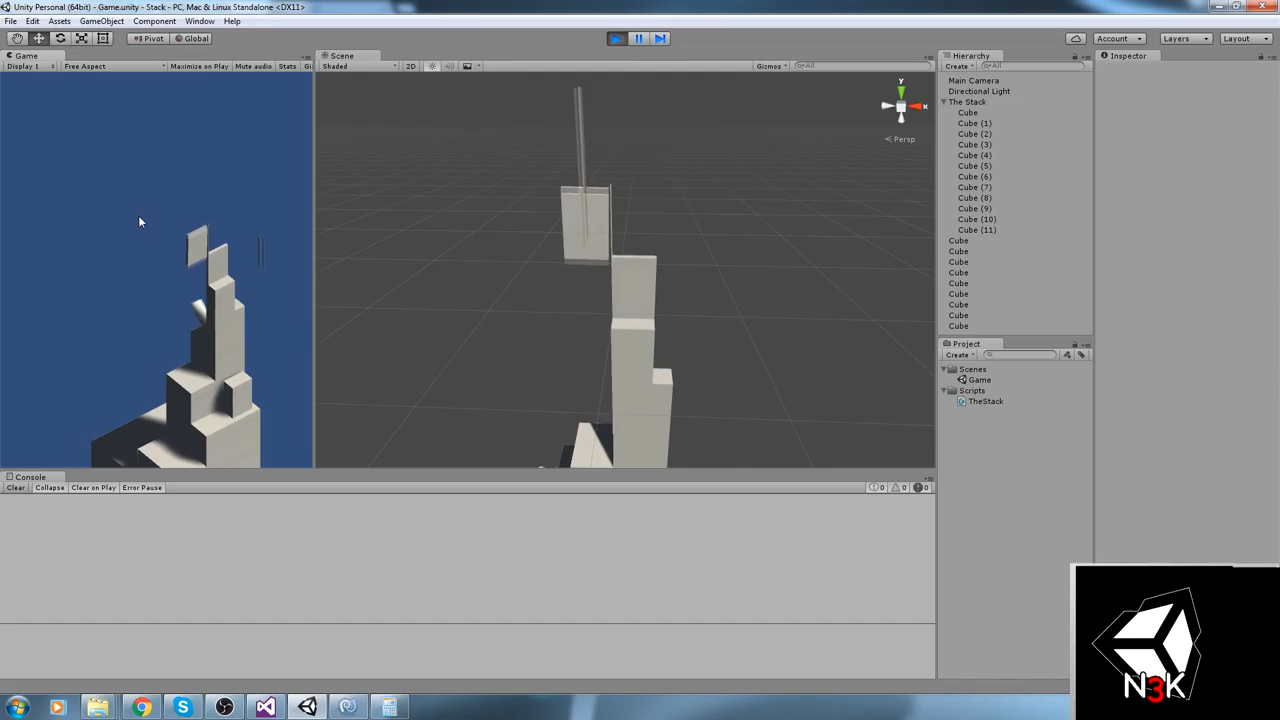 Unity Personal (64bit) - Game.unity - Stack - PC, Mac & Linux Standalone <DX11>
File Edit Assets GameObject Component Window Help
Pivot Global Account Layers Layout
Game Scene Hierarchy Inspector
Display 1 Free Aspect Maximize on Play Mute audio Stats Gi Shaded 2D Gizmos All Create All
Main Camera
Directional Light
The Stack
Cube
Cube (1)
Cube (2)
Cube (3)
Cube (4)
Cube (5)
Cube (6)
Cube (7)
Cube (8)
Cube (9)
Cube (10)
Cube (11)
Cube
Cube
Cube
Cube
Cube
Cube
Cube
Cube
Cube
y
x
Persp
Project
Create
Scenes
Game
Scripts
TheStack
Console
Clear Collapse Clear on Play Error Pause 0 0 0
N3K